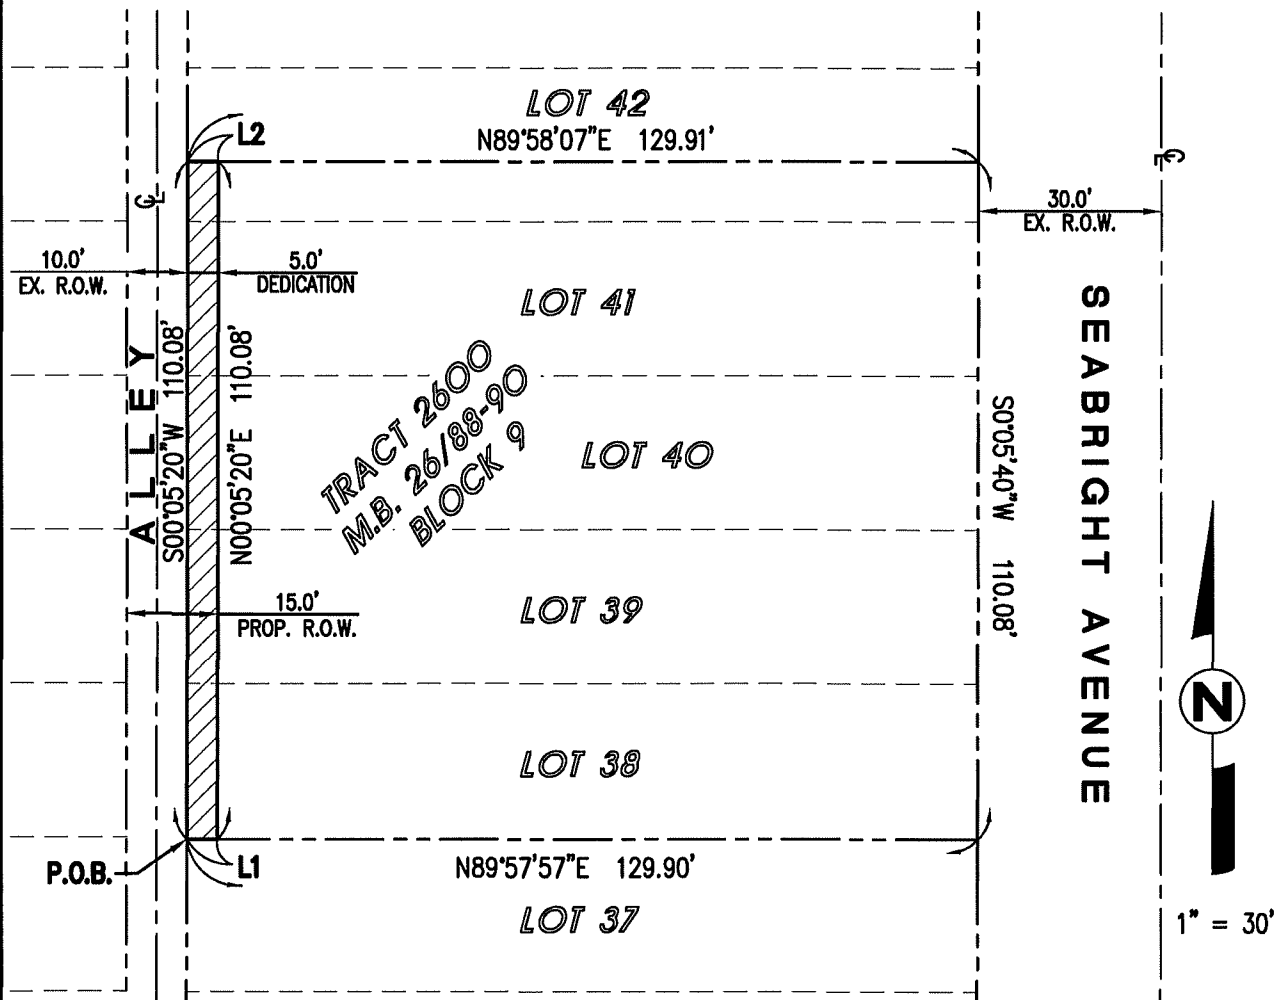 LOT 42
L2
N89°58'07"E 129.91'
℄
℄
30.0'
EX. R.O.W.
10.0'
EX. R.O.W.
5.0'
DEDICATION
LOT 41
ALLEY
S00°05'20"W 110.08'
N00°05'20"E 110.08'
TRACT 2600
M.B. 26/88-90
BLOCK 9
LOT 40
S0°05'40"W 110.08'
SEABRIGHT AVENUE
15.0'
PROP. R.O.W.
LOT 39
N
LOT 38
P.O.B.
L1
N89°57'57"E 129.90'
LOT 37
1" = 30'